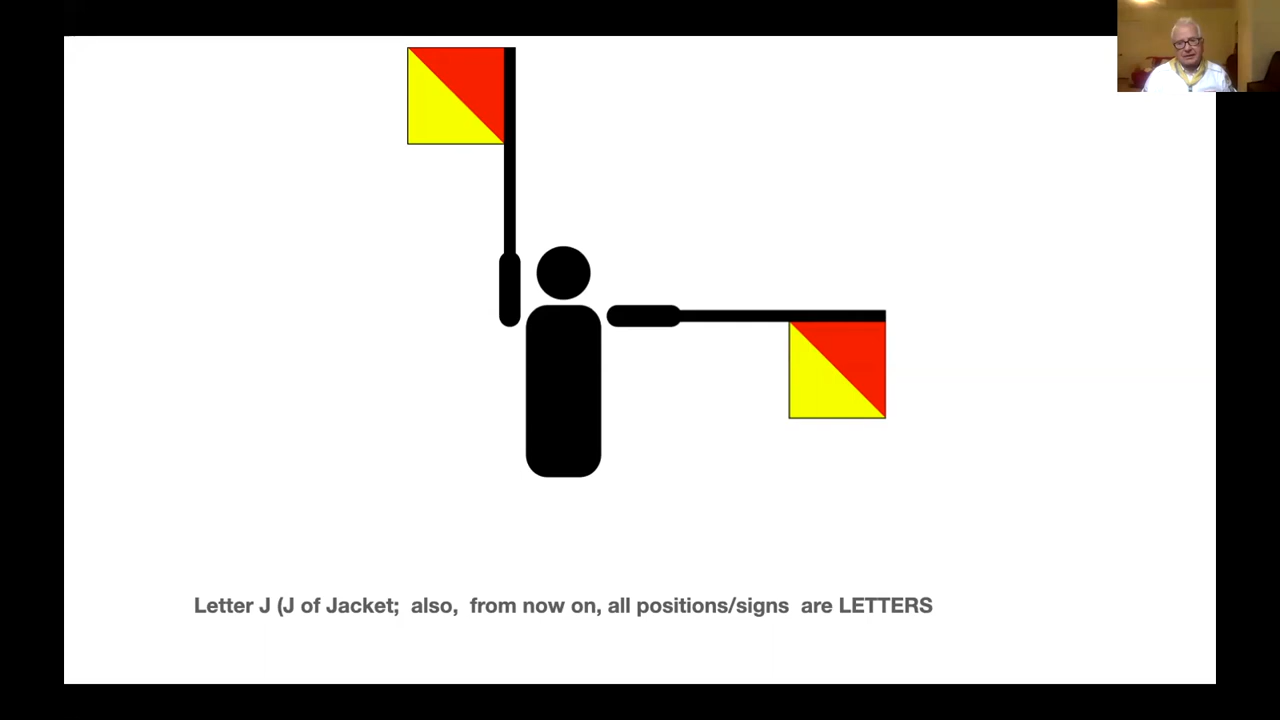 Letter J (J of Jacket;  also,  from now on, all positions/signs  are LETTERS